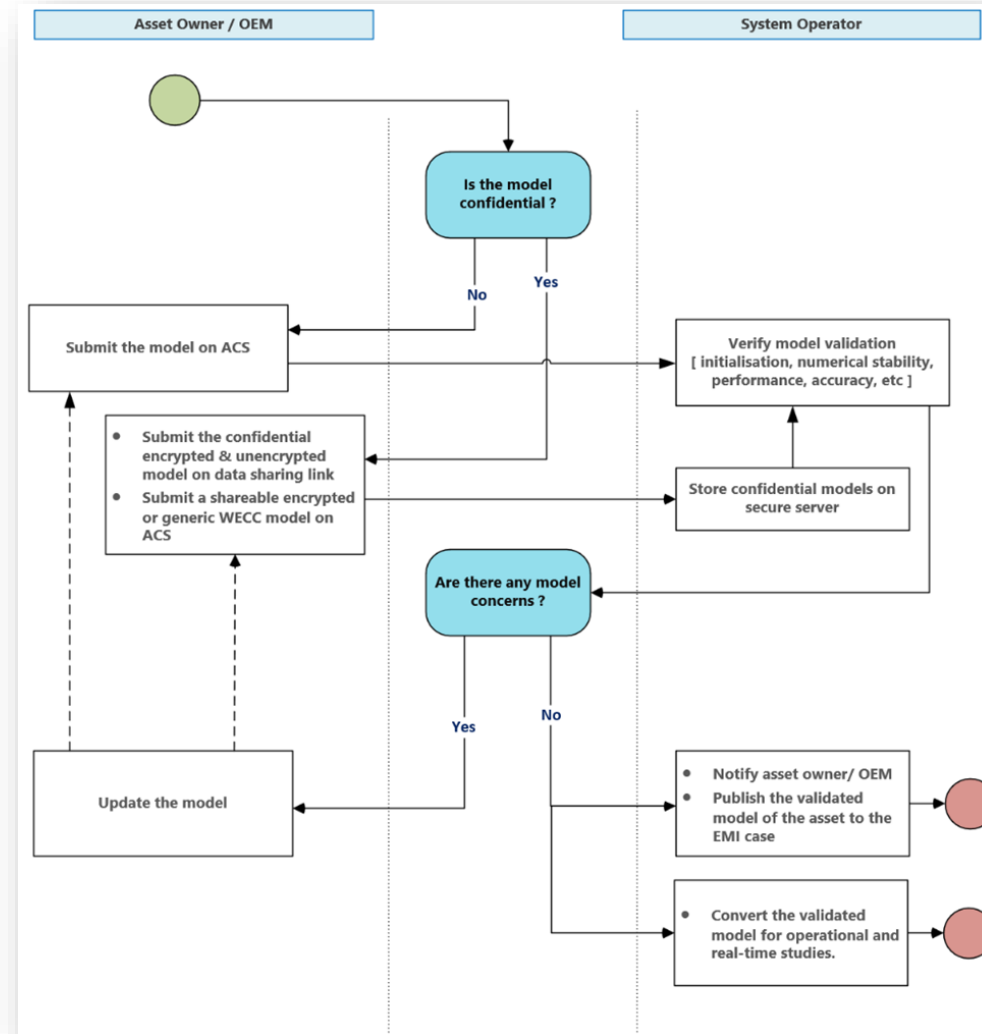 Asset Owner / OEM
System Operator
Is the model
confidential ?
No
Yes
Submit the model on ACS
Verify model validation
[ initialisation, numerical stability,
performance, accuracy, etc ]
• Submit the confidential
encrypted & unencrypted
model on data sharing link
• Submit a shareable encrypted
or generic WECC model on
ACS
Store confidential models on
secure server
Are there any model
concerns ?
Yes
No
Update the model
• Notify asset owner/ OEM
• Publish the validated
model of the asset to the
EMI case
• Convert the validated
model for operational and
real-time studies.